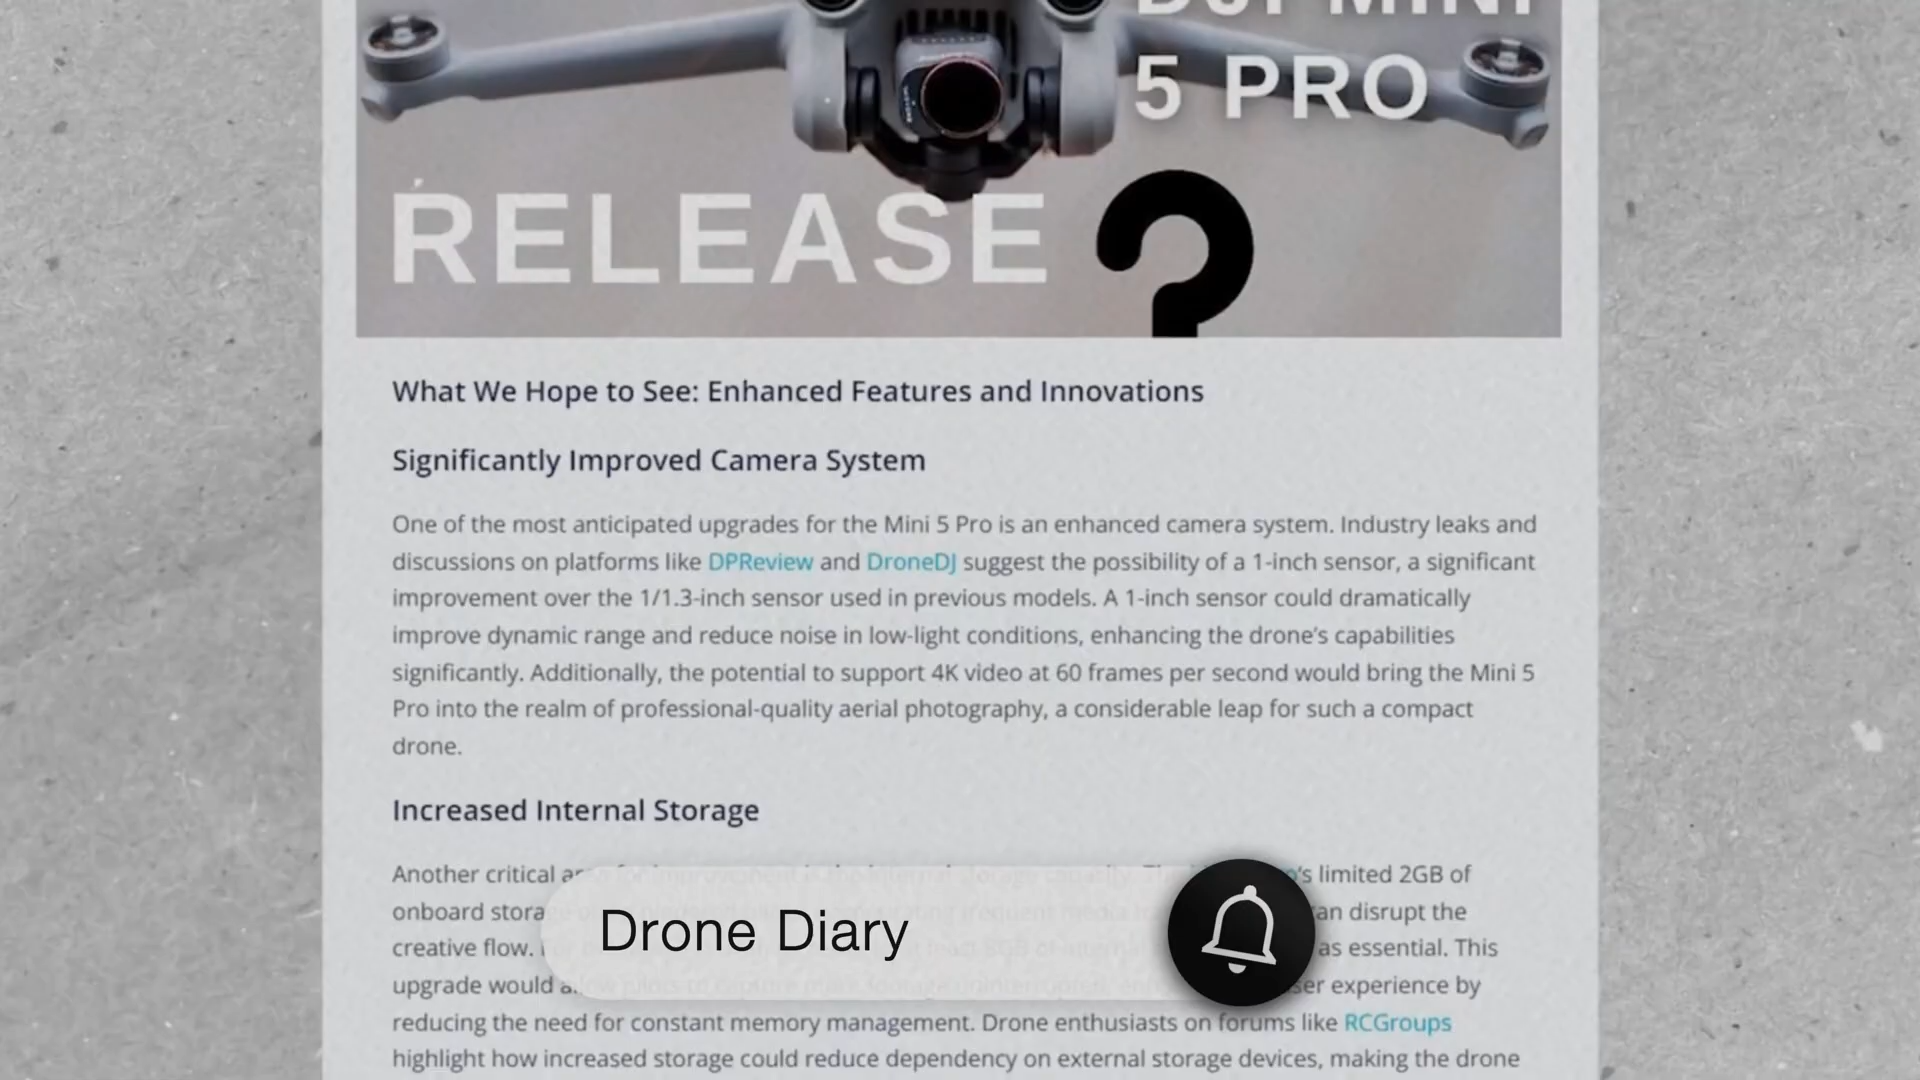 DJI MINI
5 PRO
RELEASE ?
What We Hope to See: Enhanced Features and Innovations
Significantly Improved Camera System
One of the most anticipated upgrades for the Mini 5 Pro is an enhanced camera system. Industry leaks and
discussions on platforms like DPReview and DroneDJ suggest the possibility of a 1-inch sensor, a significant
improvement over the 1/1.3-inch sensor used in previous models. A 1-inch sensor could dramatically
improve dynamic range and reduce noise in low-light conditions, enhancing the drone's capabilities
significantly. Additionally, the potential to support 4K video at 60 frames per second would bring the Mini 5
Pro into the realm of professional-quality aerial photography, a considerable leap for such a compact
drone.
Increased Internal Storage
Another critical area for improvement is the internal storage capacity. The limited 2GB of
onboard disrupt the
creative flow. as essential. This
upgrade would experience by
reducing the need for constant memory management. Drone enthusiasts on forums like RCGroups
highlight how increased storage could reduce dependency on external storage devices, making the drone
Drone Diary